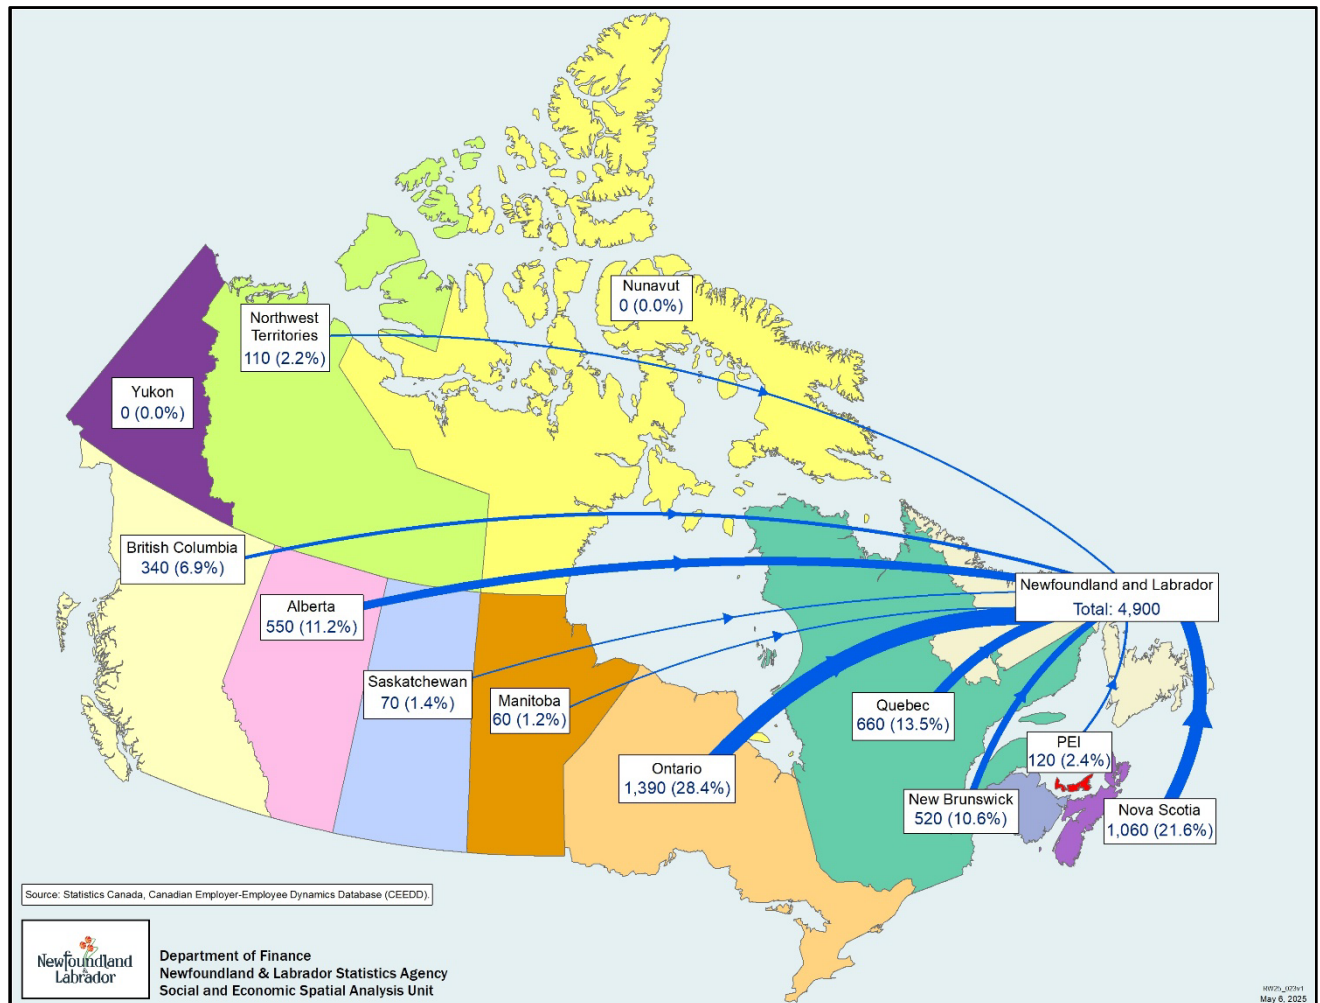 Nunavut
0 (0.0%)
Northwest
Territories
110 (2.2%)
Yukon
0 (0.0%)
British Columbia
340 (6.9%)
Alberta
550 (11.2%)
Newfoundland and Labrador
Total: 4,900
Saskatchewan
70 (1.4%)
Manitoba
60 (1.2%)
Quebec
660 (13.5%)
PEI
120 (2.4%)
Ontario
1,390 (28.4%)
New Brunswick
520 (10.6%)
Nova Scotia
1,060 (21.6%)
Source: Statistics Canada, Canadian Employer-Employee Dynamics Database (CEEDD).
Newfoundland
Labrador
Department of Finance
Newfoundland & Labrador Statistics Agency
Social and Economic Spatial Analysis Unit
RW25_023v1
May 6, 2025